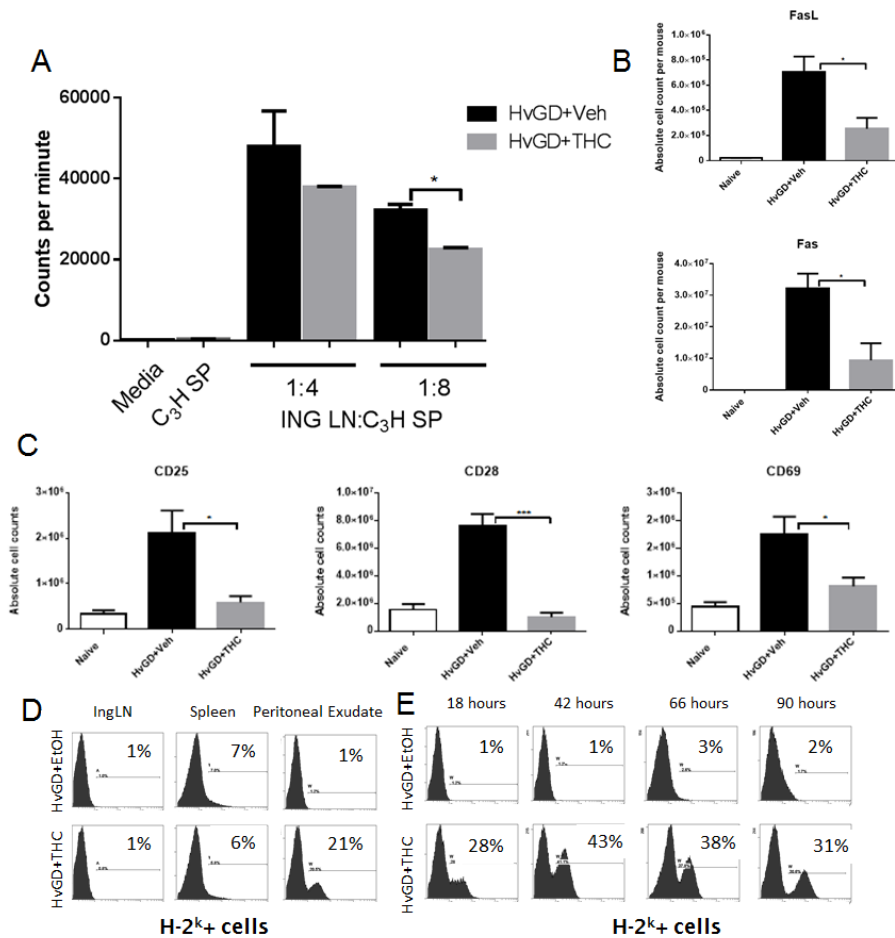 A
60000
40000
20000
0
Counts per minute
HvGD+Veh
HvGD+THC
*
Media
C₃H SP
1:4
1:8
ING LN:C₃H SP
B
FasL
Absolute cell count per mouse
1.0×10⁶
8.0×10⁵
6.0×10⁵
4.0×10⁵
2.0×10⁵
0
*
Naive
HvGD+Veh
HvGD+THC
Fas
Absolute cell count per mouse
4.0×10⁷
3.0×10⁷
2.0×10⁷
1.0×10⁷
0
*
Naive
HvGD+Veh
HvGD+THC
C
CD25
Absolute cell counts
3×10⁶
2×10⁶
1×10⁶
0
*
Naive
HvGD+Veh
HvGD+THC
CD28
Absolute cell counts
1.0×10⁷
8.0×10⁶
6.0×10⁶
4.0×10⁶
2.0×10⁶
0
***
Naive
HvGD+Veh
HvGD+THC
CD69
Absolute cell counts
2×10⁶
2×10⁶
1×10⁶
5×10⁵
0
*
Naive
HvGD+Veh
HvGD+THC
D
IngLN Spleen Peritoneal Exudate
HvGD+EtOH
1% 7% 1%
HvGD+THC
1% 6% 21%
H-2ᵏ+ cells
E
18 hours 42 hours 66 hours 90 hours
1% 1% 3% 2%
28% 43% 38% 31%
H-2ᵏ+ cells